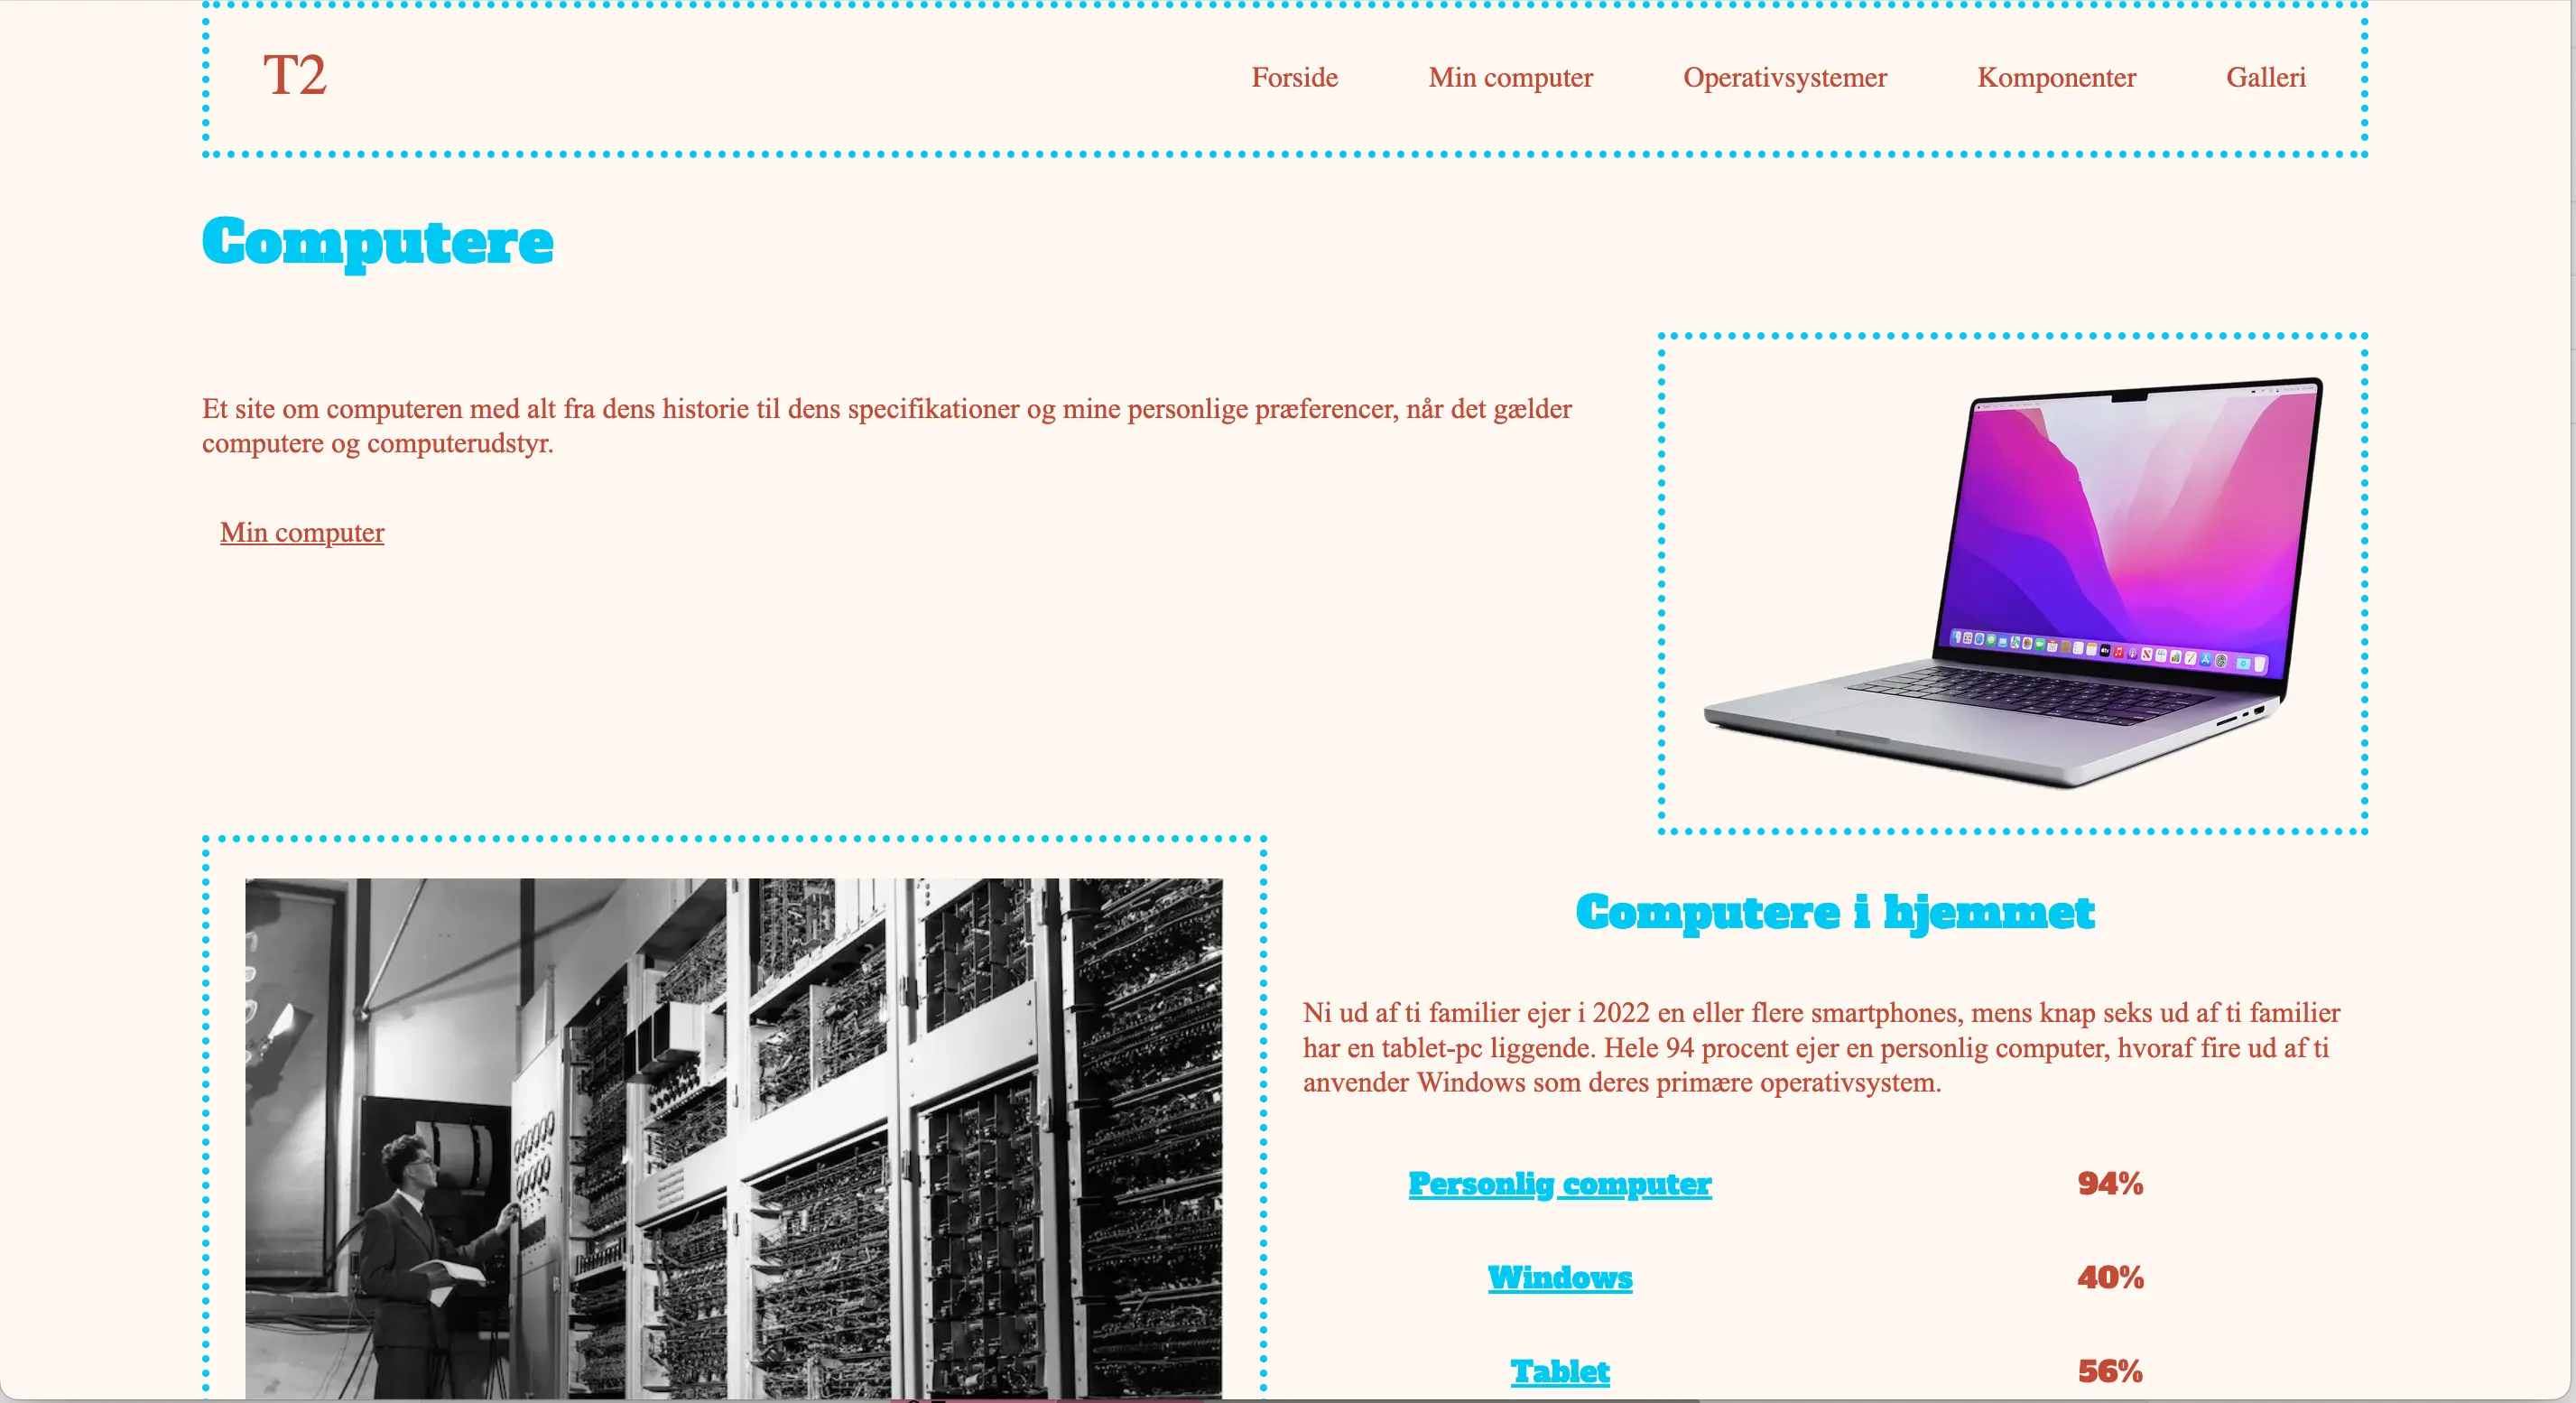 T2
Forside
Min computer
Operativsystemer
Komponenter
Galleri
Computere
Et site om computeren med alt fra dens historie til dens specifikationer og mine personlige præferencer, når det gælder
computere og computerudstyr.
Min computer
Computere i hjemmet
Ni ud af ti familier ejer i 2022 en eller flere smartphones, mens knap seks ud af ti familier
har en tablet-pc liggende. Hele 94 procent ejer en personlig computer, hvoraf fire ud af ti
anvender Windows som deres primære operativsystem.
Personlig computer 94%
Windows 40%
Tablet 56%